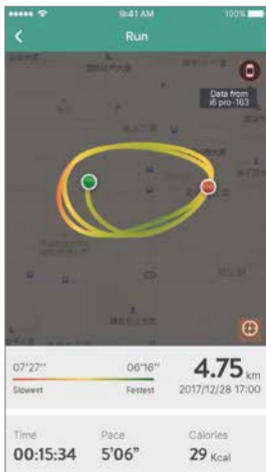 9:41 AM
100%
Run
Data from
i6 pro-163
07'27"
06'16"
4.75 km
Slowest
Fastest
2017/12/28 17:00
Time
Pace
Calories
00:15:34
5'06"
29 Kcal